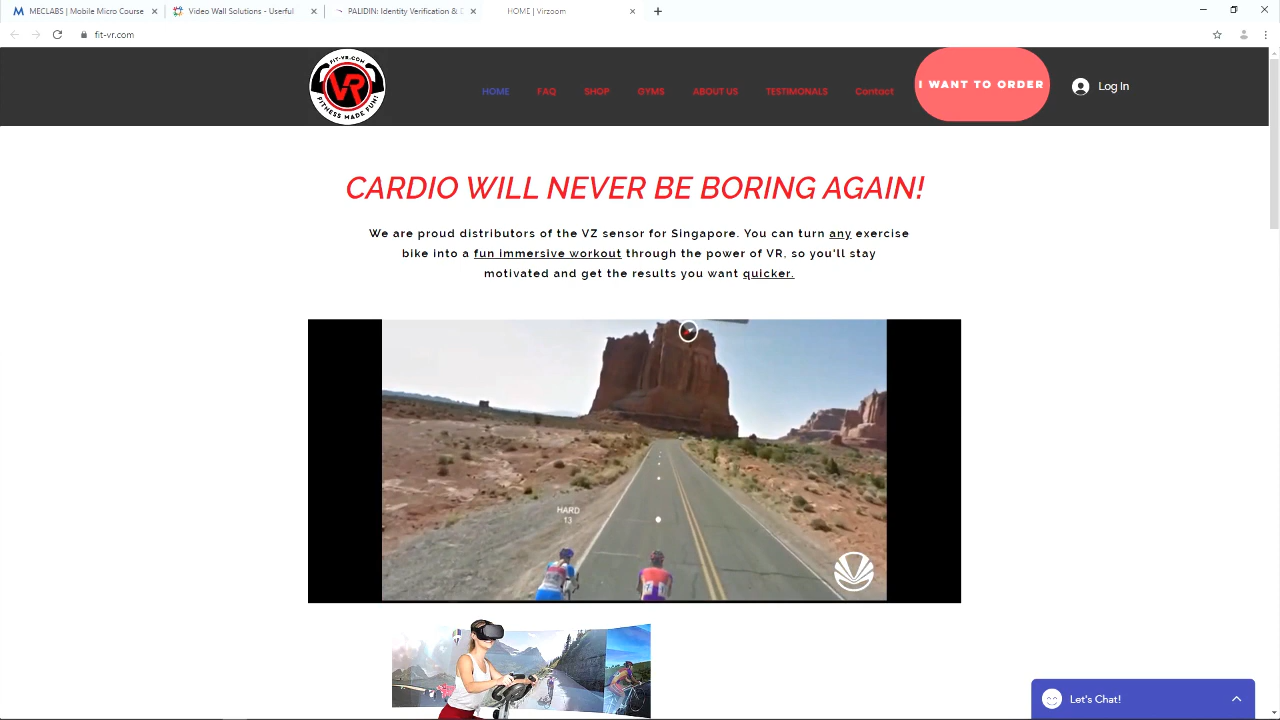 MECLABS | Mobile Micro Course
Video Wall Solutions - Userful
PALIDIN: Identity Verification &
HOME | Virzoom
fit-vr.com
FIT-VR.COM
VR
FITNESS MADE FUN!
HOME
FAQ
SHOP
GYMS
ABOUT US
TESTIMONALS
Contact
I WANT TO ORDER
Log In
CARDIO WILL NEVER BE BORING AGAIN!
We are proud distributors of the VZ sensor for Singapore. You can turn any exercise
bike into a fun immersive workout through the power of VR, so you'll stay
motivated and get the results you want quicker.
HARD
13
Let's Chat!